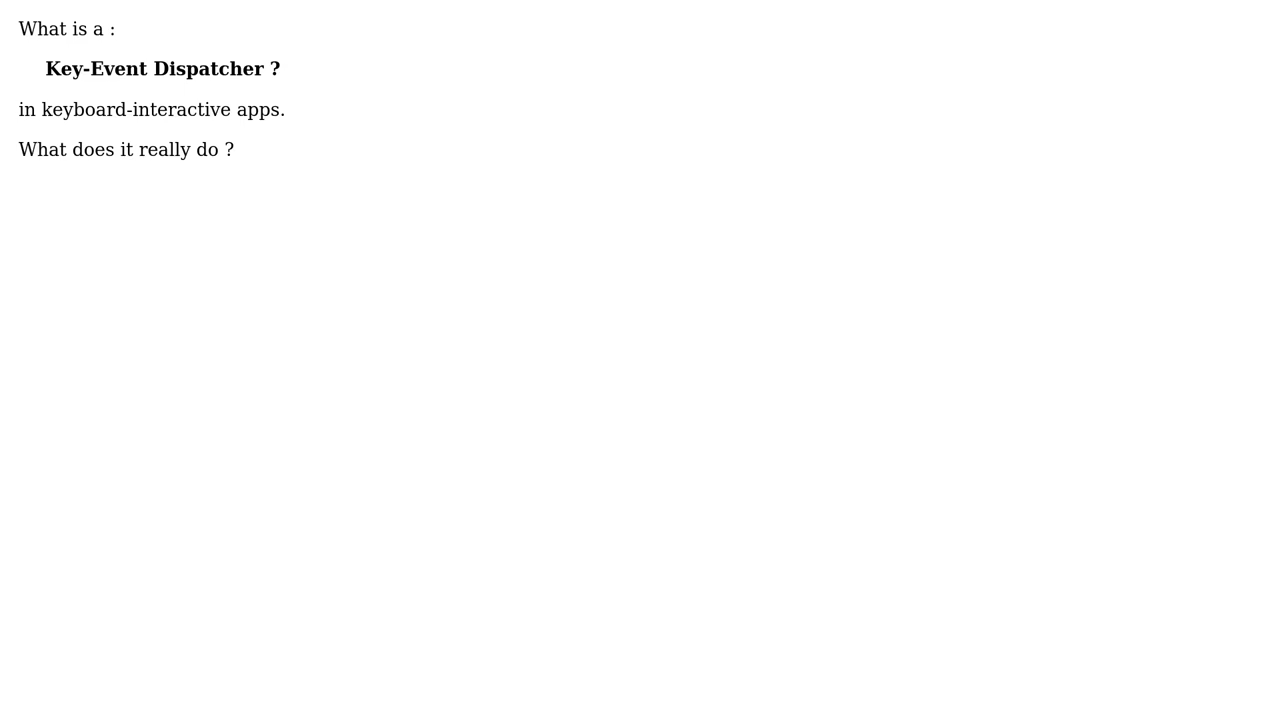 What is a :
Key-Event Dispatcher ?
in keyboard-interactive apps.
What does it really do ?